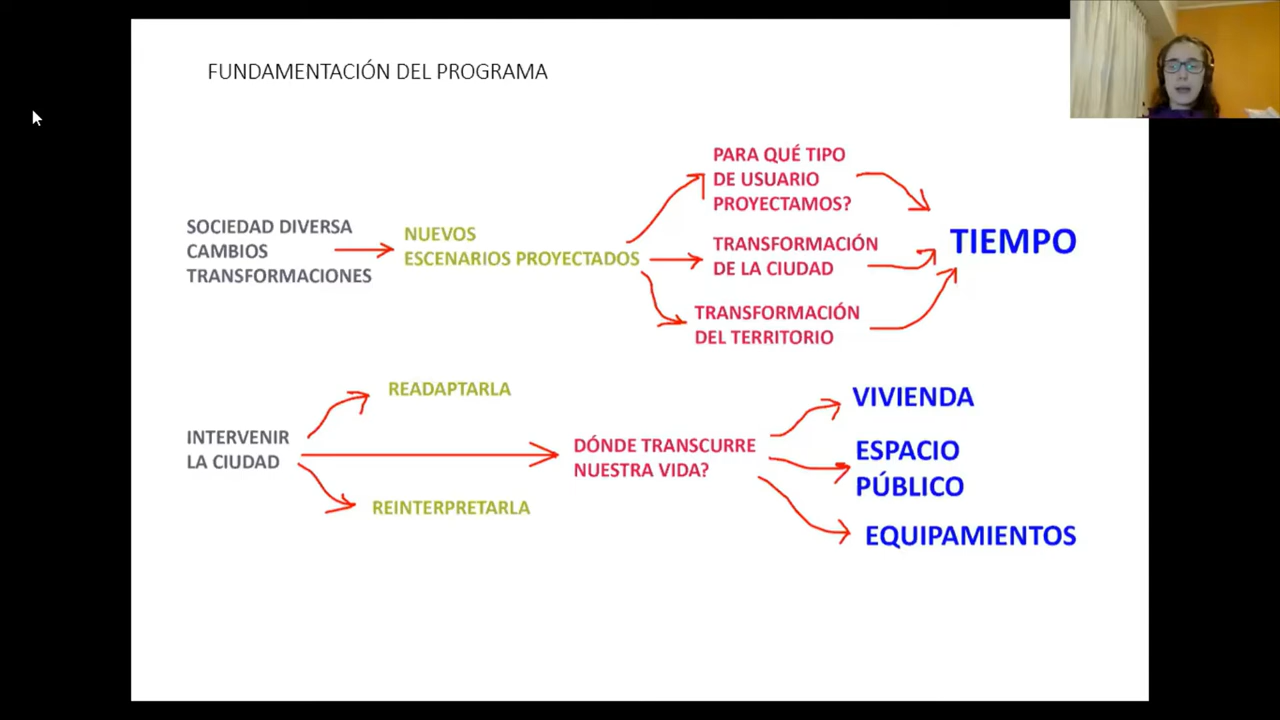 FUNDAMENTACIÓN DEL PROGRAMA
SOCIEDAD DIVERSA
CAMBIOS
TRANSFORMACIONES
NUEVOS
ESCENARIOS PROYECTADOS
PARA QUÉ TIPO
DE USUARIO
PROYECTAMOS?
TRANSFORMACIÓN
DE LA CIUDAD
TRANSFORMACIÓN
DEL TERRITORIO
TIEMPO
INTERVENIR
LA CIUDAD
READAPTARLA
REINTERPRETARLA
DÓNDE TRANSCURRE
NUESTRA VIDA?
VIVIENDA
ESPACIO
PÚBLICO
EQUIPAMIENTOS